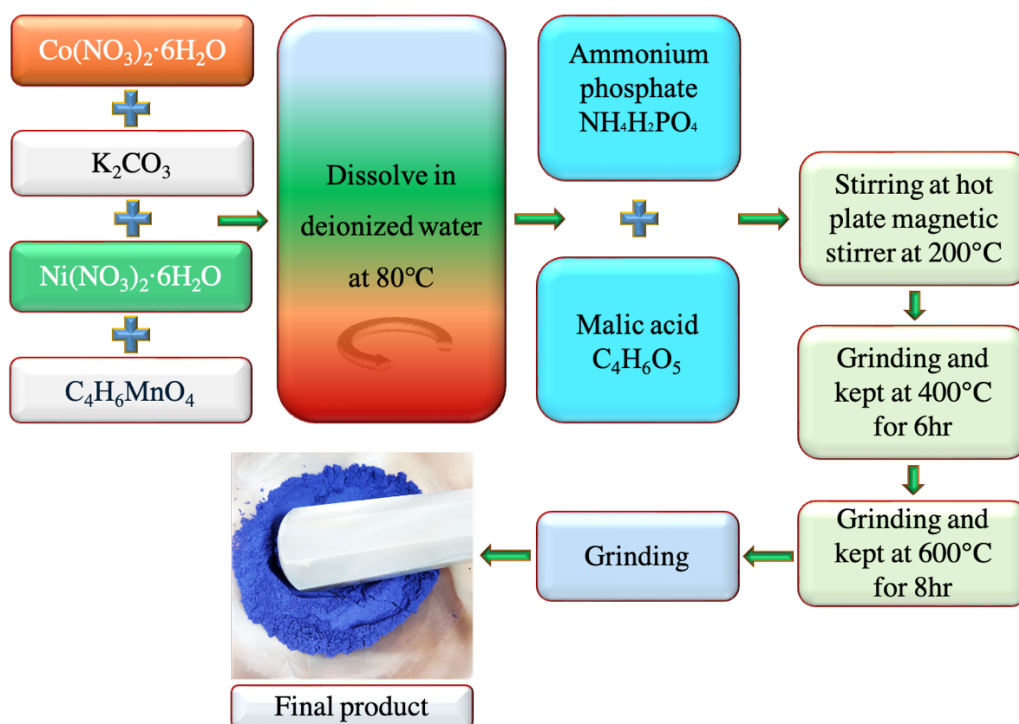 Co(NO₃)₂·6H₂O
K₂CO₃
Ni(NO₃)₂·6H₂O
C₄H₆MnO₄
Dissolve in
deionized water
at 80°C
Ammonium
phosphate
NH₄H₂PO₄
Malic acid
C₄H₆O₅
Stirring at hot
plate magnetic
stirrer at 200°C
Grinding and
kept at 400°C
for 6hr
Grinding and
kept at 600°C
for 8hr
Grinding
Final product